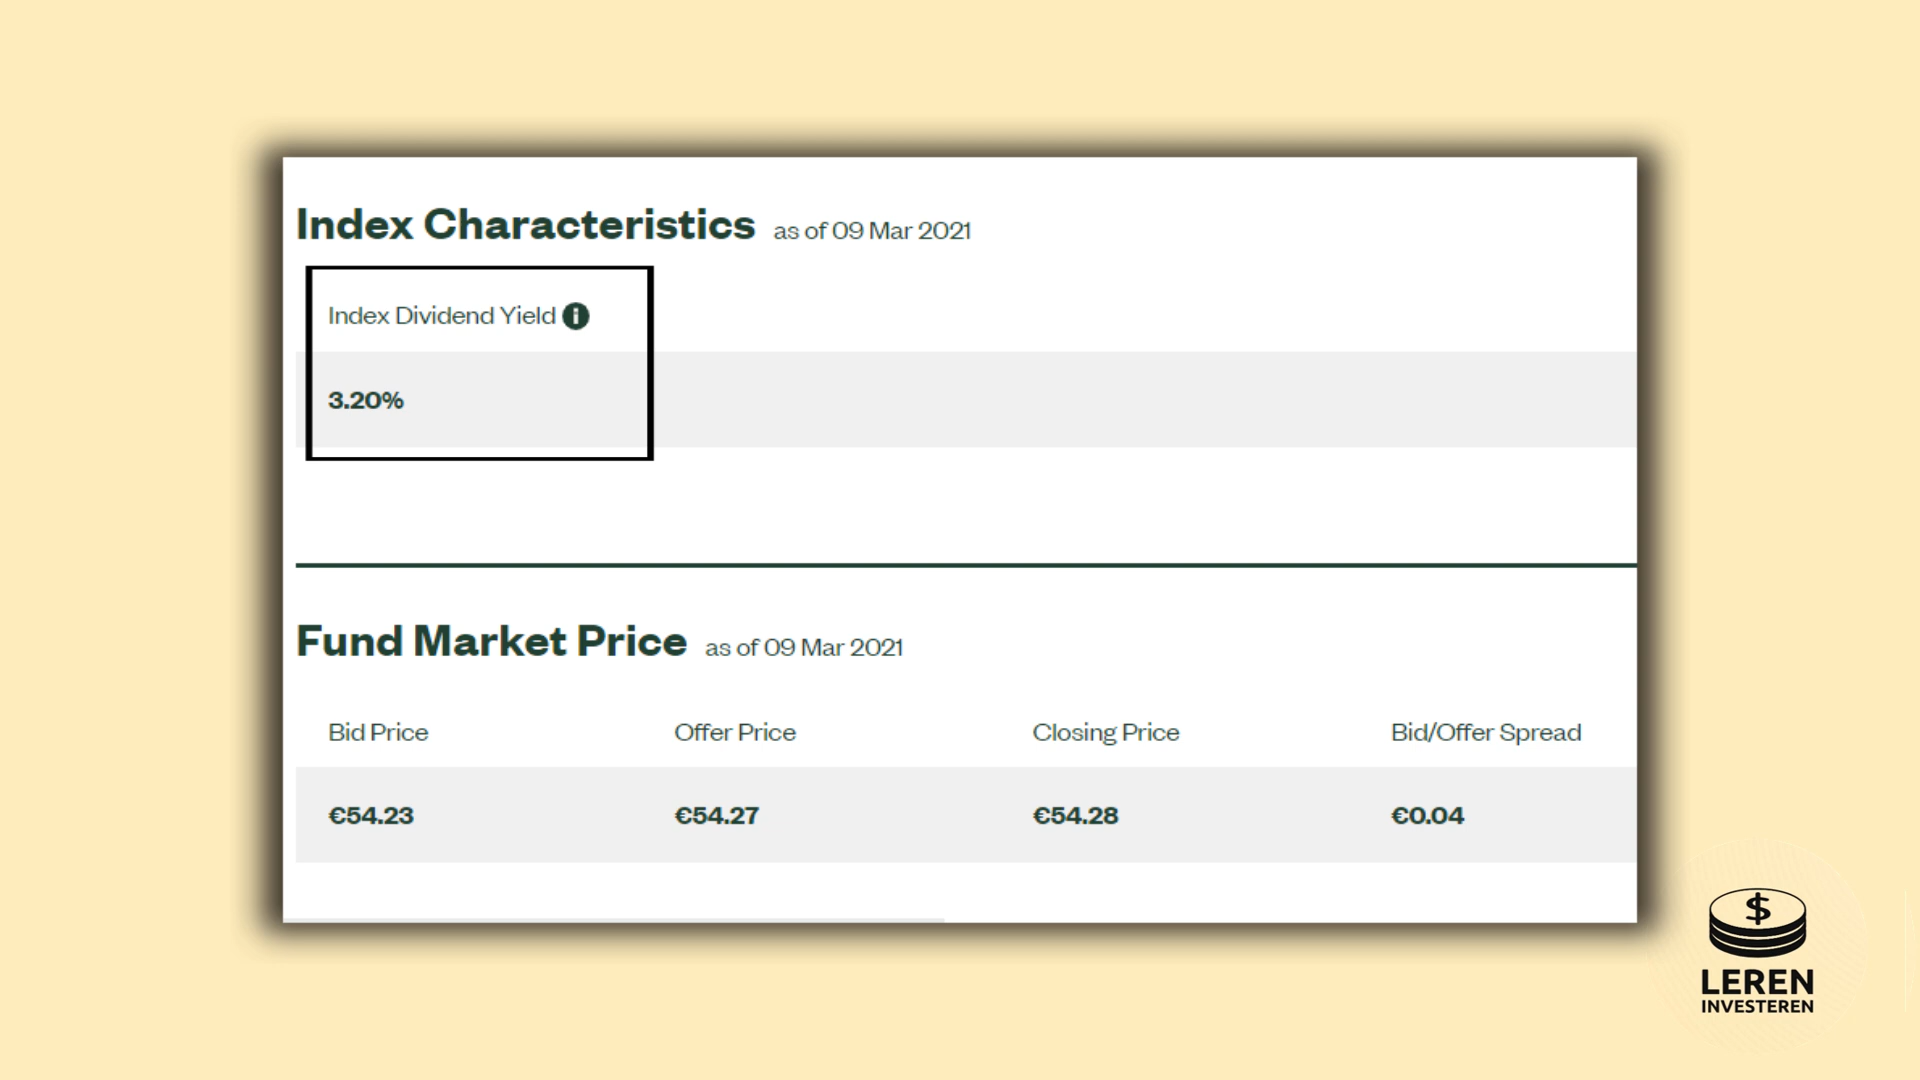 Index Characteristics as of 09 Mar 2021
Index Dividend Yield i
3.20%
Fund Market Price as of 09 Mar 2021
Bid Price Offer Price Closing Price Bid/Offer Spread
€54.23 €54.27 €54.28 €0.04
$
LEREN
INVESTEREN